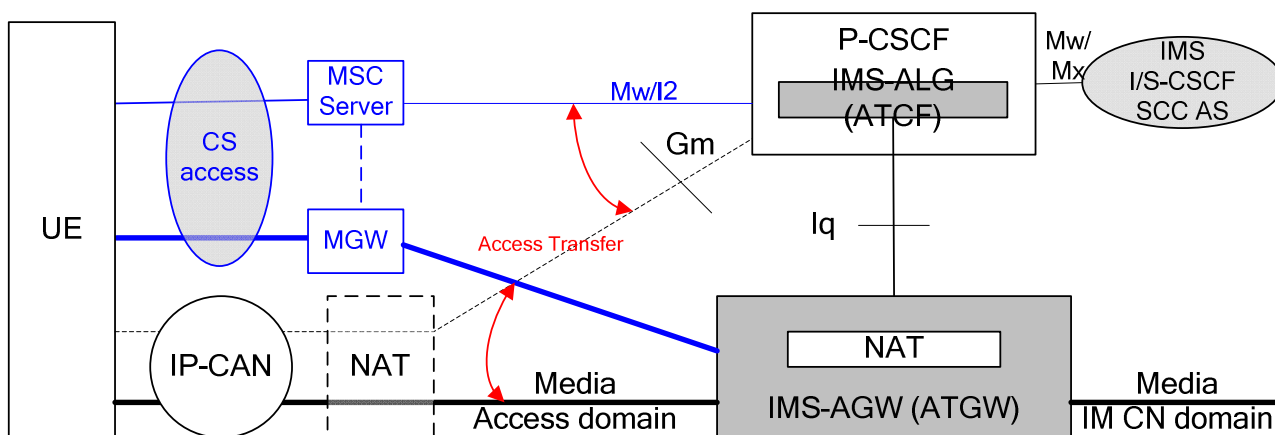 UE
CS
access
MSC
Server
MGW
Mw/I2
P-CSCF
IMS-ALG
(ATCF)
Mw/
Mx
IMS
I/S-CSCF
SCC AS
Gm
Iq
Access Transfer
IP-CAN
NAT
Media
Access domain
NAT
IMS-AGW (ATGW)
Media
IM CN domain